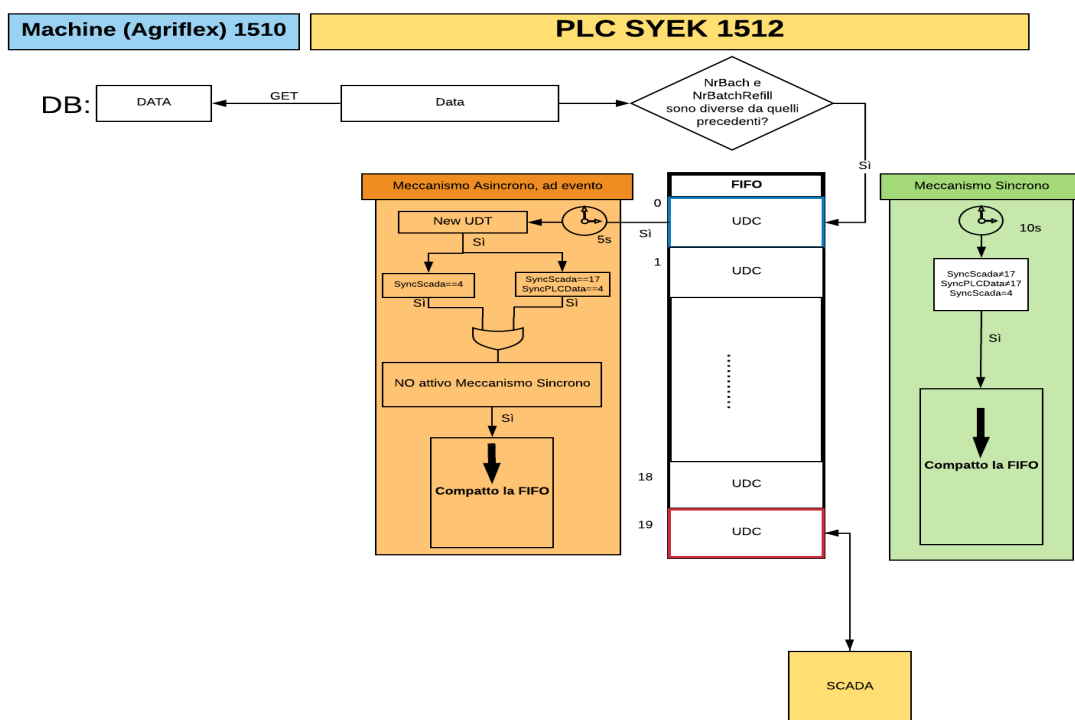 Machine (Agriflex) 1510
PLC SYEK 1512
DB:
DATA
GET
Data
NrBach e
NrBatchRefill
sono diverse da quelli
precedenti?
Sì
Meccanismo Asincrono, ad evento
New UDT
5s
Sì
Sì
SyncScada==4
SyncScada==17
SyncPLCData==4
Sì
Sì
NO attivo Meccanismo Sincrono
Sì
Compatto la FIFO
FIFO
0
UDC
1
UDC
18
UDC
19
UDC
Meccanismo Sincrono
10s
SyncScada≠17
SyncPLCData≠17
SyncScada=4
Sì
Compatto la FIFO
SCADA